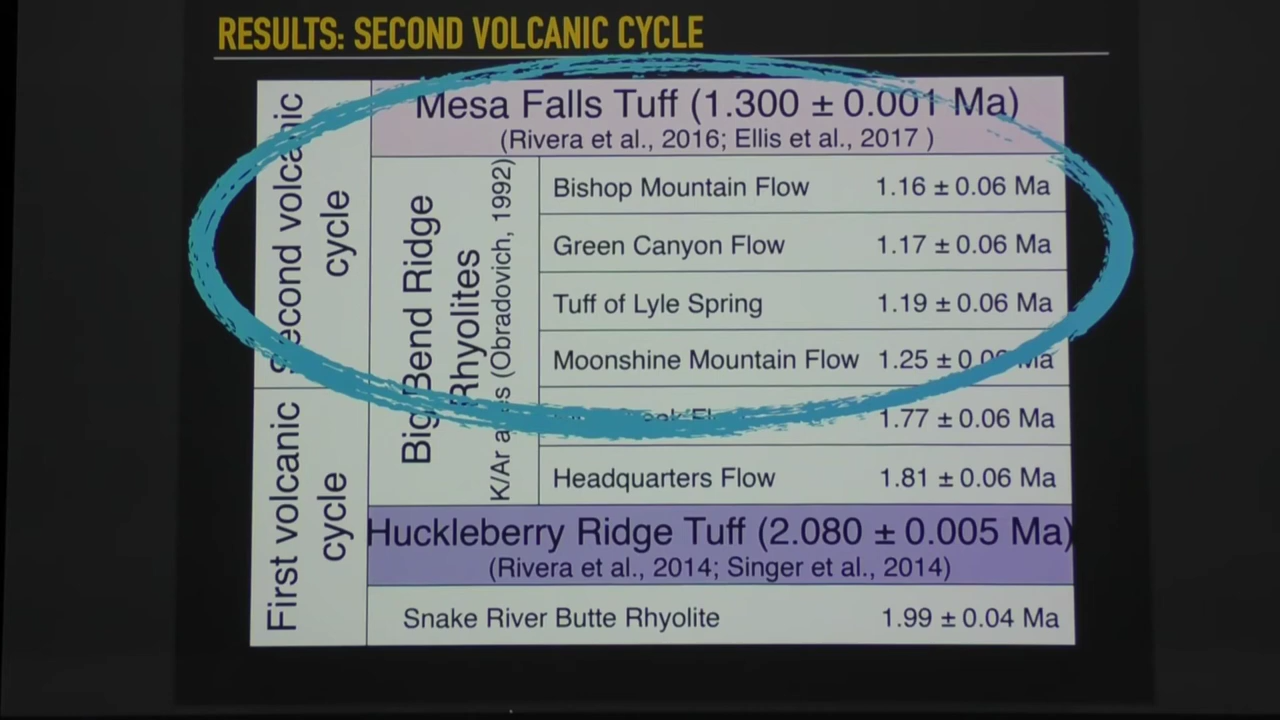 RESULTS: SECOND VOLCANIC CYCLE
Second volcanic
cycle
Mesa Falls Tuff (1.300 ± 0.001 Ma)
(Rivera et al., 2016; Ellis et al., 2017 )
Big Bend Ridge
Rhyolites
K/Ar ages (Obradovich, 1992)
Bishop Mountain Flow 1.16 ± 0.06 Ma
Green Canyon Flow 1.17 ± 0.06 Ma
Tuff of Lyle Spring 1.19 ± 0.06 Ma
Moonshine Mountain Flow 1.25 ± Ma
1.77 ± 0.06 Ma
Headquarters Flow 1.81 ± 0.06 Ma
First volcanic
cycle
Huckleberry Ridge Tuff (2.080 ± 0.005 Ma)
(Rivera et al., 2014; Singer et al., 2014)
Snake River Butte Rhyolite 1.99 ± 0.04 Ma